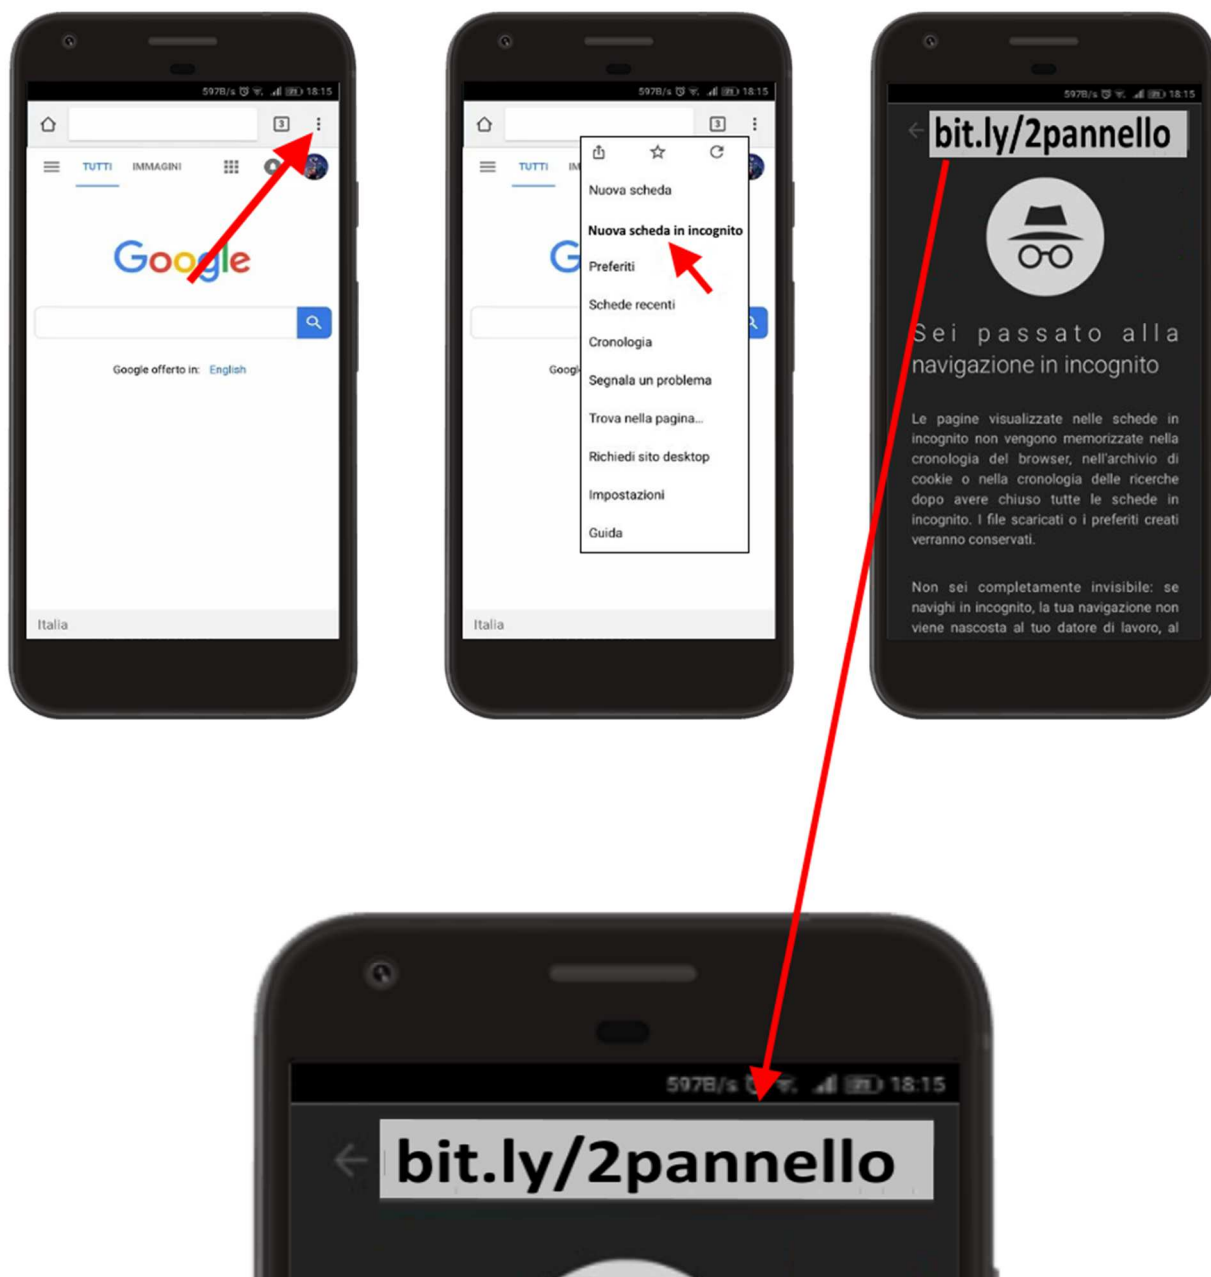 597B/s 18:15
3
TUTTI IMMAGINI
Google
Google offerto in: English
Italia
597B/s 18:15
3
TUTTI IM
G
Googl
Italia
Nuova scheda
Nuova scheda in incognito
Preferiti
Schede recenti
Cronologia
Segnala un problema
Trova nella pagina...
Richiedi sito desktop
Impostazioni
Guida
597B/s 18:15
bit.ly/2pannello
Sei passato alla
navigazione in incognito
Le pagine visualizzate nelle schede in
incognito non vengono memorizzate nella
cronologia del browser, nell'archivio di
cookie o nella cronologia delle ricerche
dopo avere chiuso tutte le schede in
incognito. I file scaricati o i preferiti creati
verranno conservati.
Non sei completamente invisibile: se
navighi in incognito, la tua navigazione non
viene nascosta al tuo datore di lavoro, al
597B/s 18:15
bit.ly/2pannello